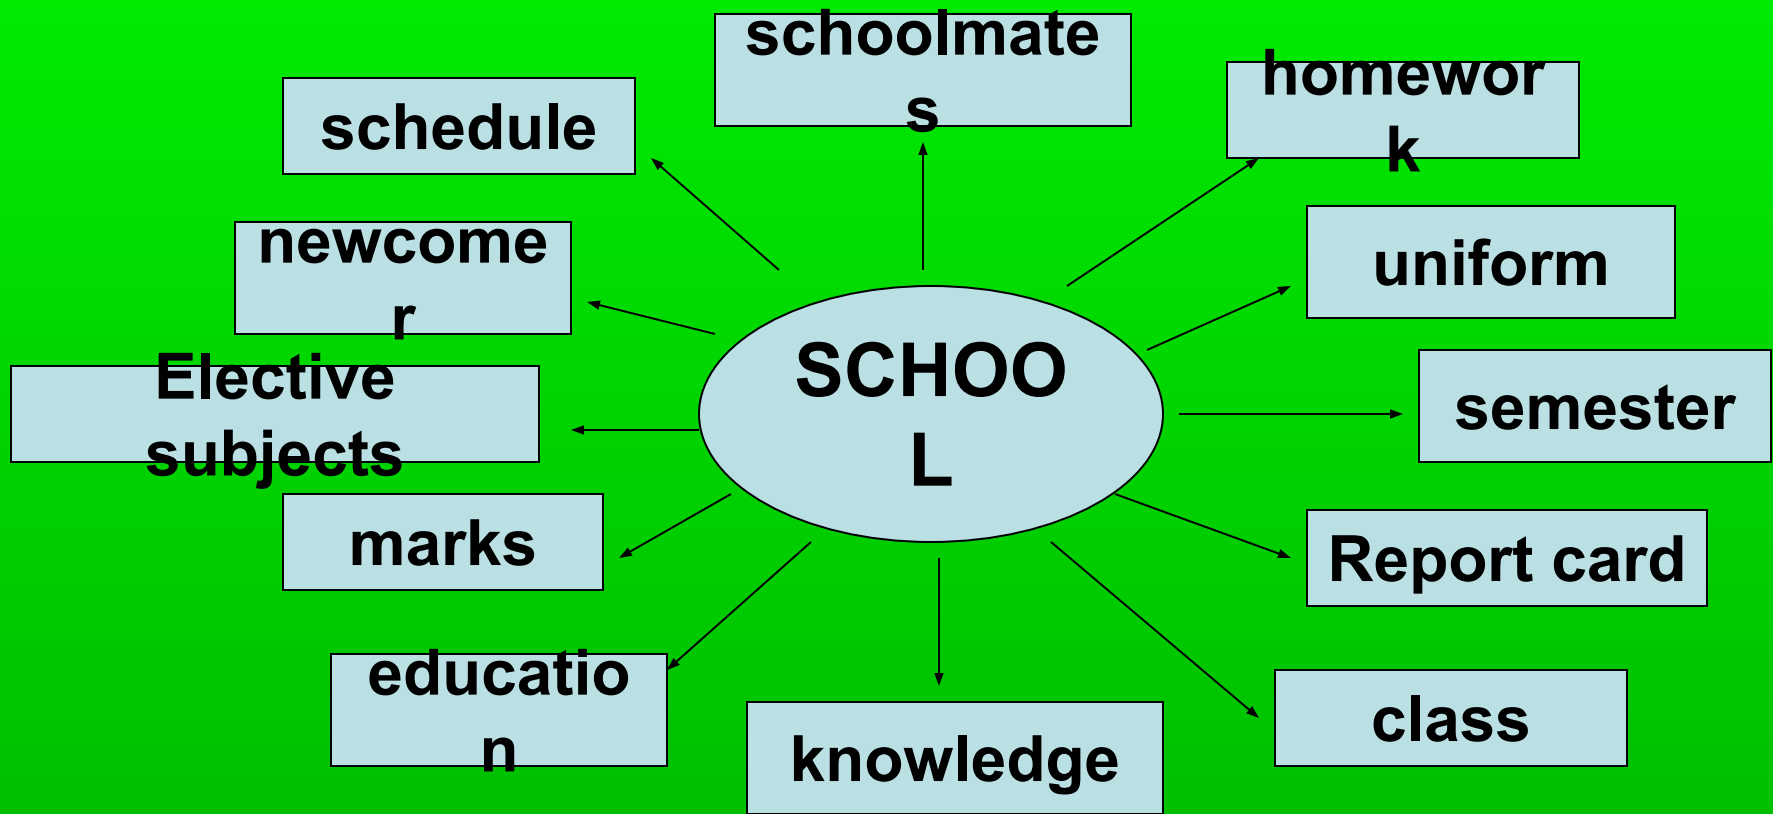 schoolmate
s
homewor
k
schedule
newcome
r
uniform
SCHOO
L
Elective
subjects
semester
marks
Report card
educatio
n
class
knowledge